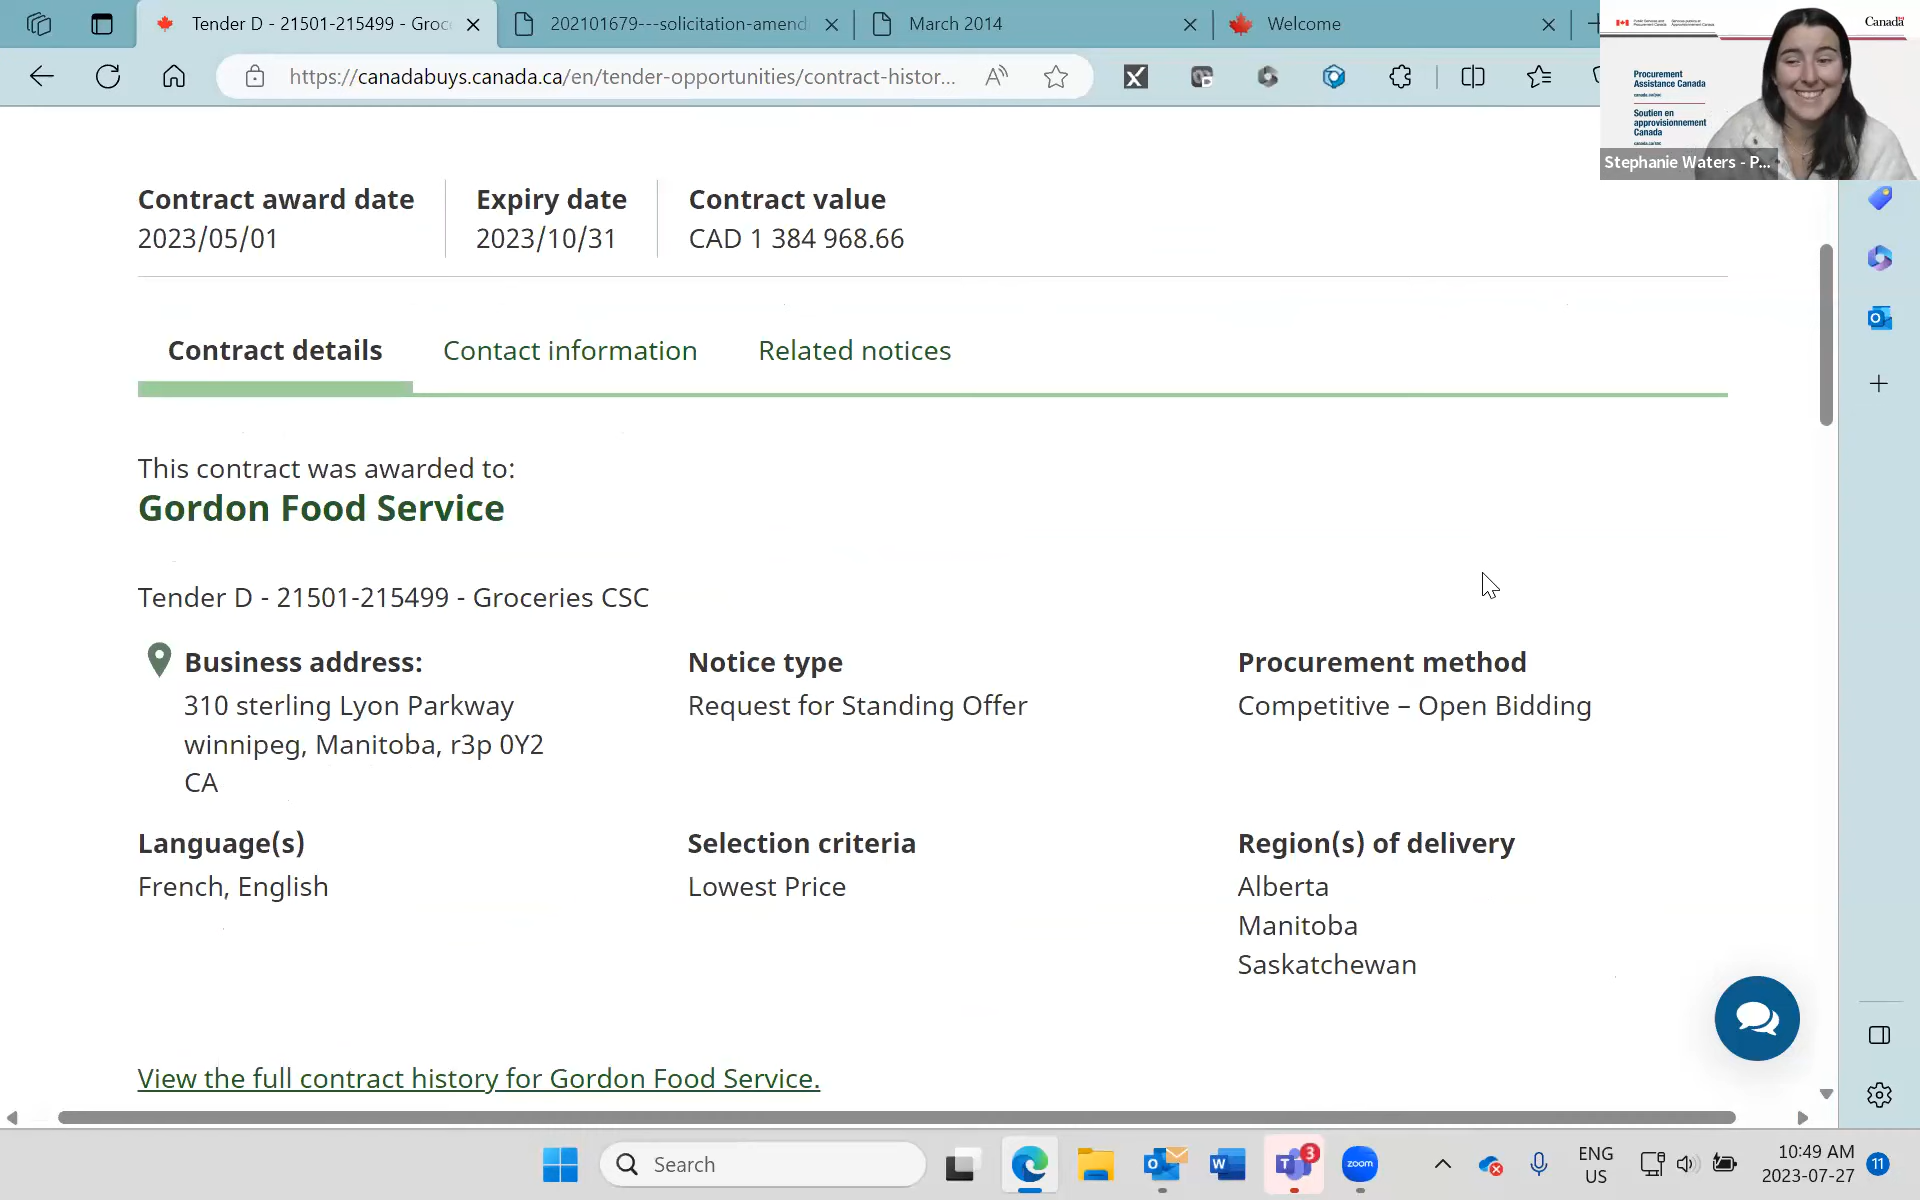 Tender D - 21501-215499 - Groc
202101679---solicitation-amend
March 2014
Welcome
https://canadabuys.canada.ca/en/tender-opportunities/contract-histor...
Canada
Procurement
Assistance Canada
Soutien en
approvisionnement
Canada
Stephanie Waters - P...
Contract award date
2023/05/01
Expiry date
2023/10/31
Contract value
CAD 1 384 968.66
Contract details
Contact information
Related notices
This contract was awarded to:
Gordon Food Service
Tender D - 21501-215499 - Groceries CSC
Business address:
310 sterling Lyon Parkway
winnipeg, Manitoba, r3p 0Y2
CA
Notice type
Request for Standing Offer
Procurement method
Competitive – Open Bidding
Language(s)
French, English
Selection criteria
Lowest Price
Region(s) of delivery
Alberta
Manitoba
Saskatchewan
View the full contract history for Gordon Food Service.
Search
3
zoom
ENG
US
10:49 AM
2023-07-27
11